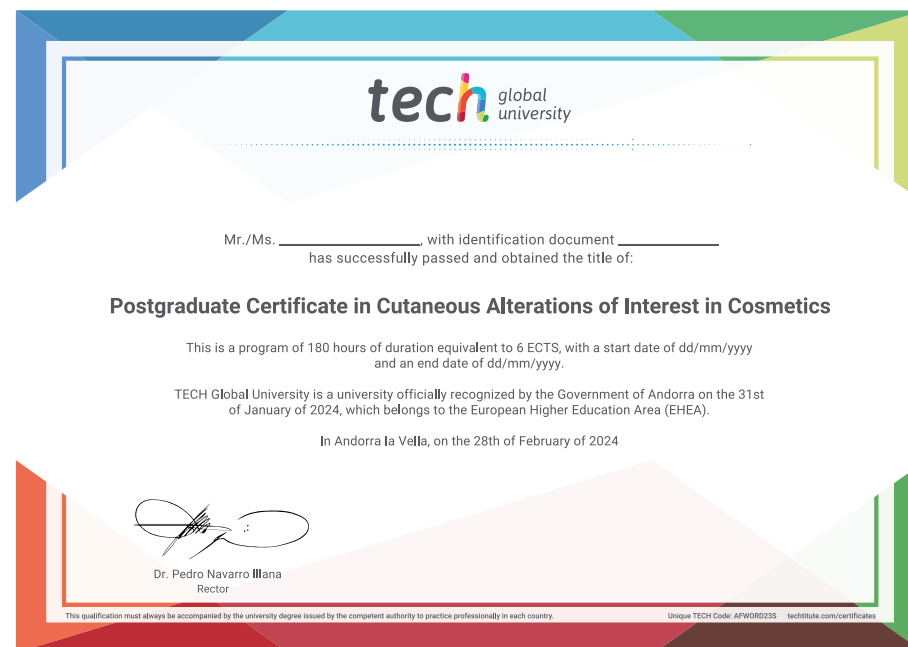 tech global university
Mr./Ms. ____________________, with identification document ______________
has successfully passed and obtained the title of:
Postgraduate Certificate in Cutaneous Alterations of Interest in Cosmetics
This is a program of 180 hours of duration equivalent to 6 ECTS, with a start date of dd/mm/yyyy
and an end date of dd/mm/yyyy.
TECH Global University is a university officially recognized by the Government of Andorra on the 31st
of January of 2024, which belongs to the European Higher Education Area (EHEA).
In Andorra la Vella, on the 28th of February of 2024
Dr. Pedro Navarro Illana
Rector
This qualification must always be accompanied by the university degree issued by the competent authority to practice professionally in each country.
Unique TECH Code: AFWORD23S techtitute.com/certificates